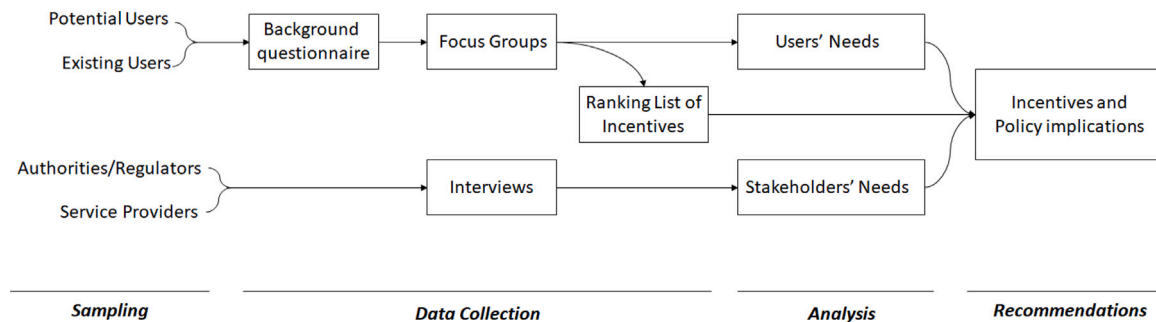 Potential Users
Existing Users
Background
questionnaire
Focus Groups
Users' Needs
Ranking List of
Incentives
Incentives and
Policy implications
Authorities/Regulators
Service Providers
Interviews
Stakeholders' Needs
Sampling
Data Collection
Analysis
Recommendations